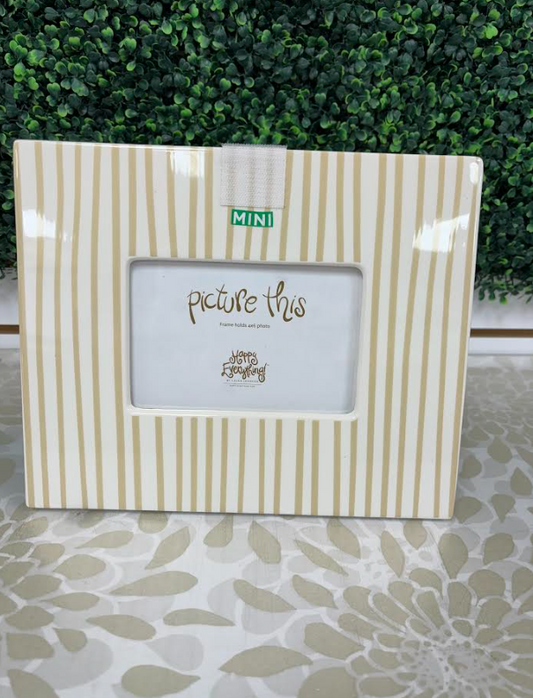 MINI
picture this
Frame holds 4x6 photo
Happy
Everything!